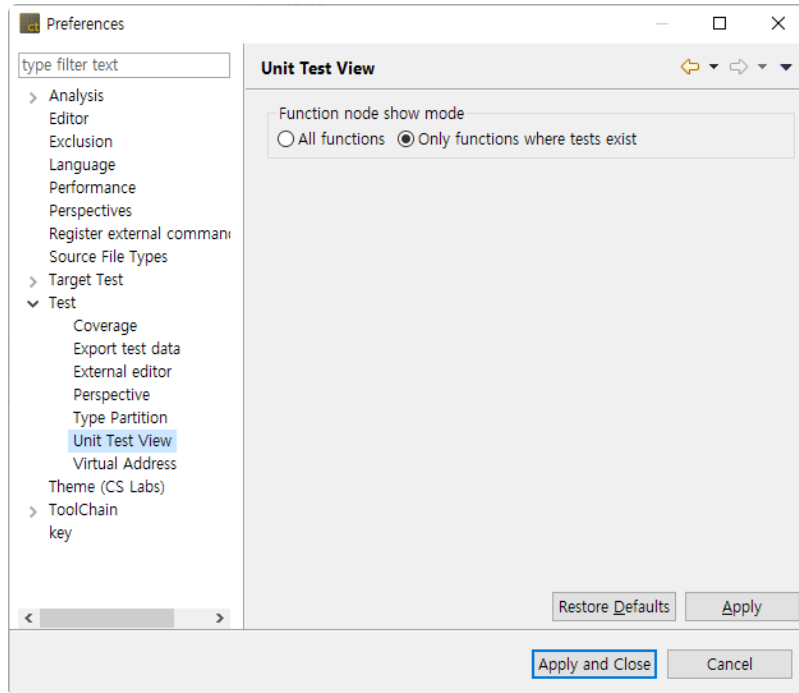 ct Preferences
type filter text
Unit Test View
Analysis
Editor
Exclusion
Language
Performance
Perspectives
Register external comman
Source File Types
Target Test
Test
Coverage
Export test data
External editor
Perspective
Type Partition
Unit Test View
Virtual Address
Theme (CS Labs)
ToolChain
key
Function node show mode
All functions Only functions where tests exist
Restore Defaults Apply
Apply and Close Cancel